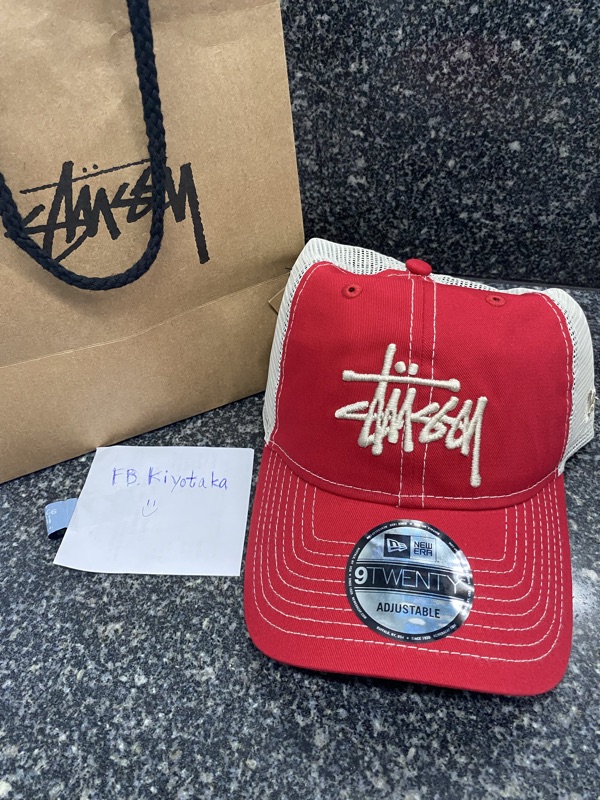 STÜSSY
STÜSSY
FB. Kiyotaka
NEW ERA
9TWENTY
ADJUSTABLE